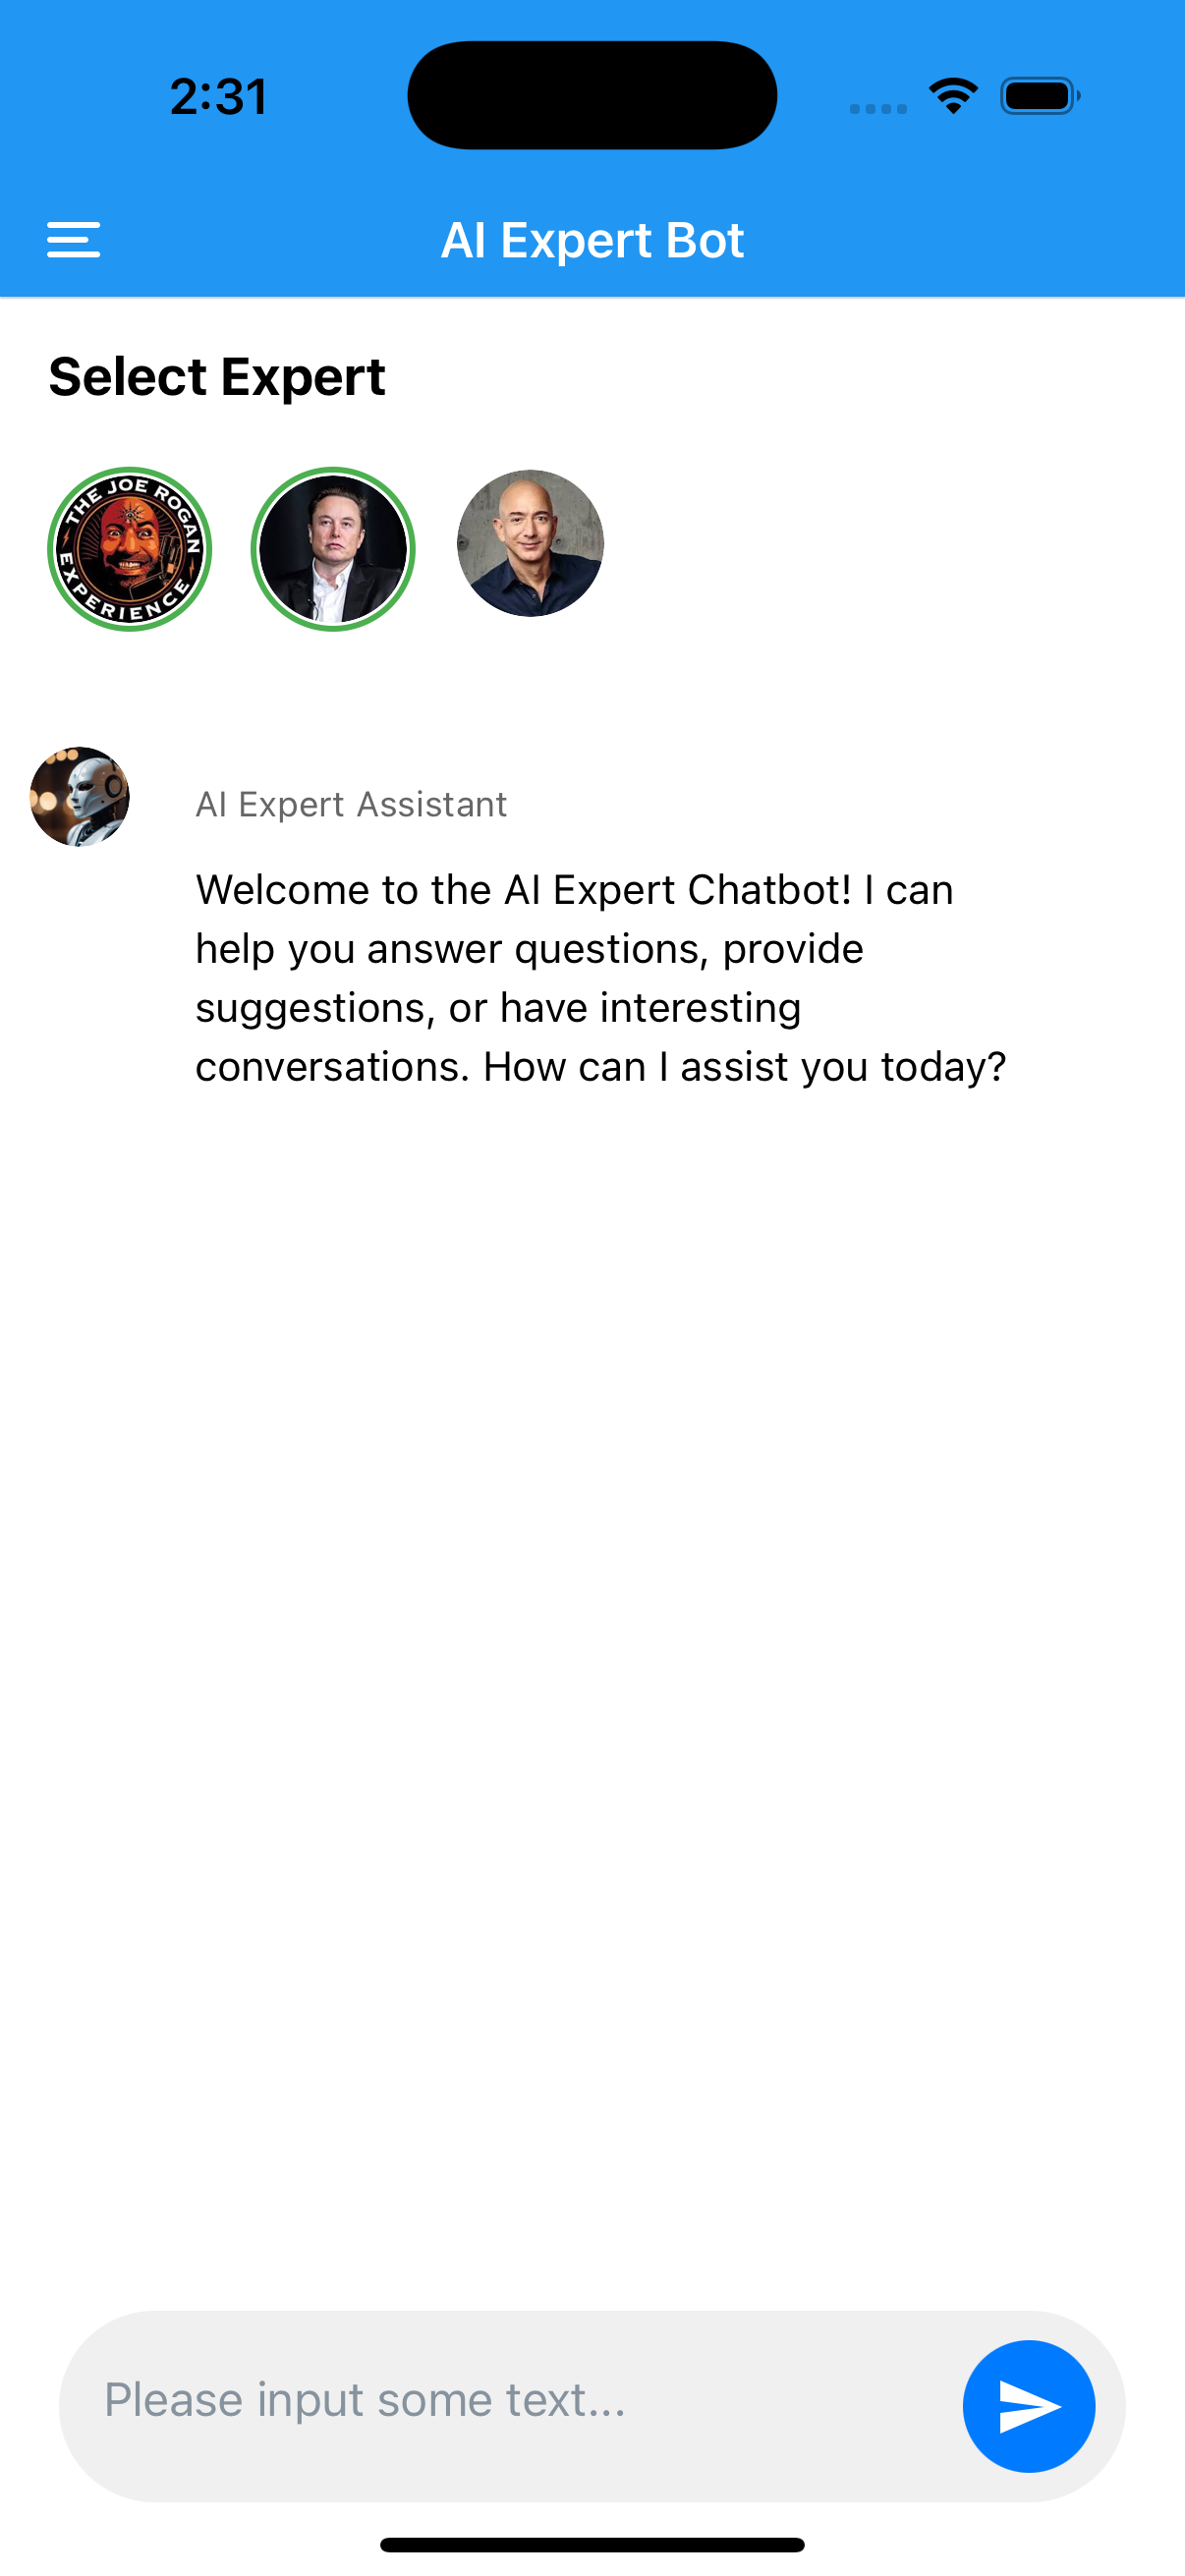 2:31
AI Expert Bot
Select Expert
THE JOE ROGAN
EXPERIENCE
AI Expert Assistant
Welcome to the AI Expert Chatbot! I can
help you answer questions, provide
suggestions, or have interesting
conversations. How can I assist you today?
Please input some text...